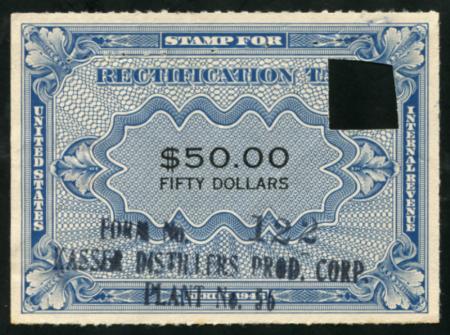 STAMP FOR
RECTIFICATION T
UNITED STATES
INTERNAL REVENUE
$50.00
FIFTY DOLLARS
FORM No. 122
KASSER DISTILLERS PROD. CORP
PLANT No. 56